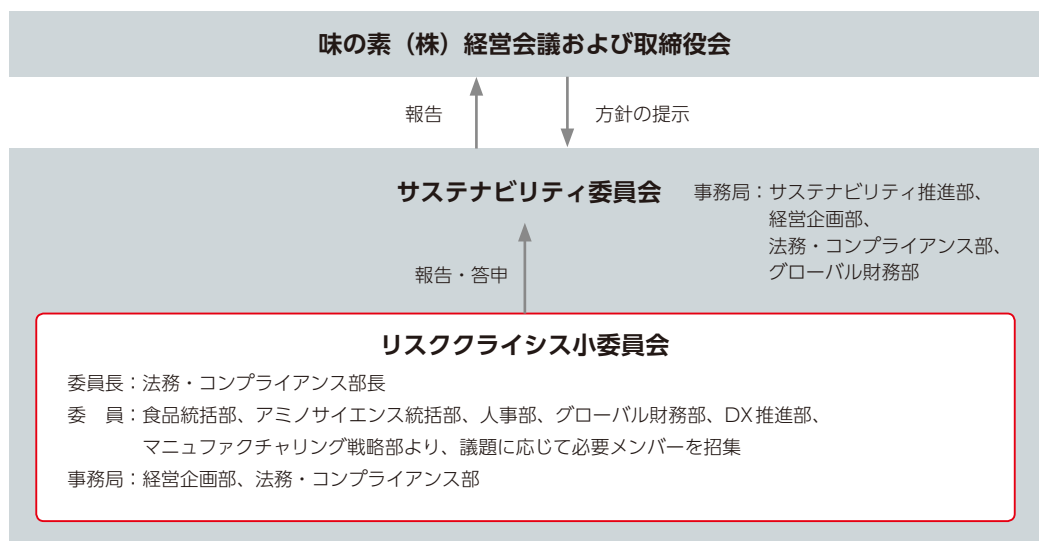 味の素（株）経営会議および取締役会
報告
方針の提示
サステナビリティ委員会
事務局：サステナビリティ推進部、
経営企画部、
法務・コンプライアンス部、
グローバル財務部
報告・答申
リスククライシス小委員会
委員長：法務・コンプライアンス部長
委　員：食品統括部、アミノサイエンス統括部、人事部、グローバル財務部、DX推進部、
マニュファクチャリング戦略部より、議題に応じて必要メンバーを招集
事務局：経営企画部、法務・コンプライアンス部